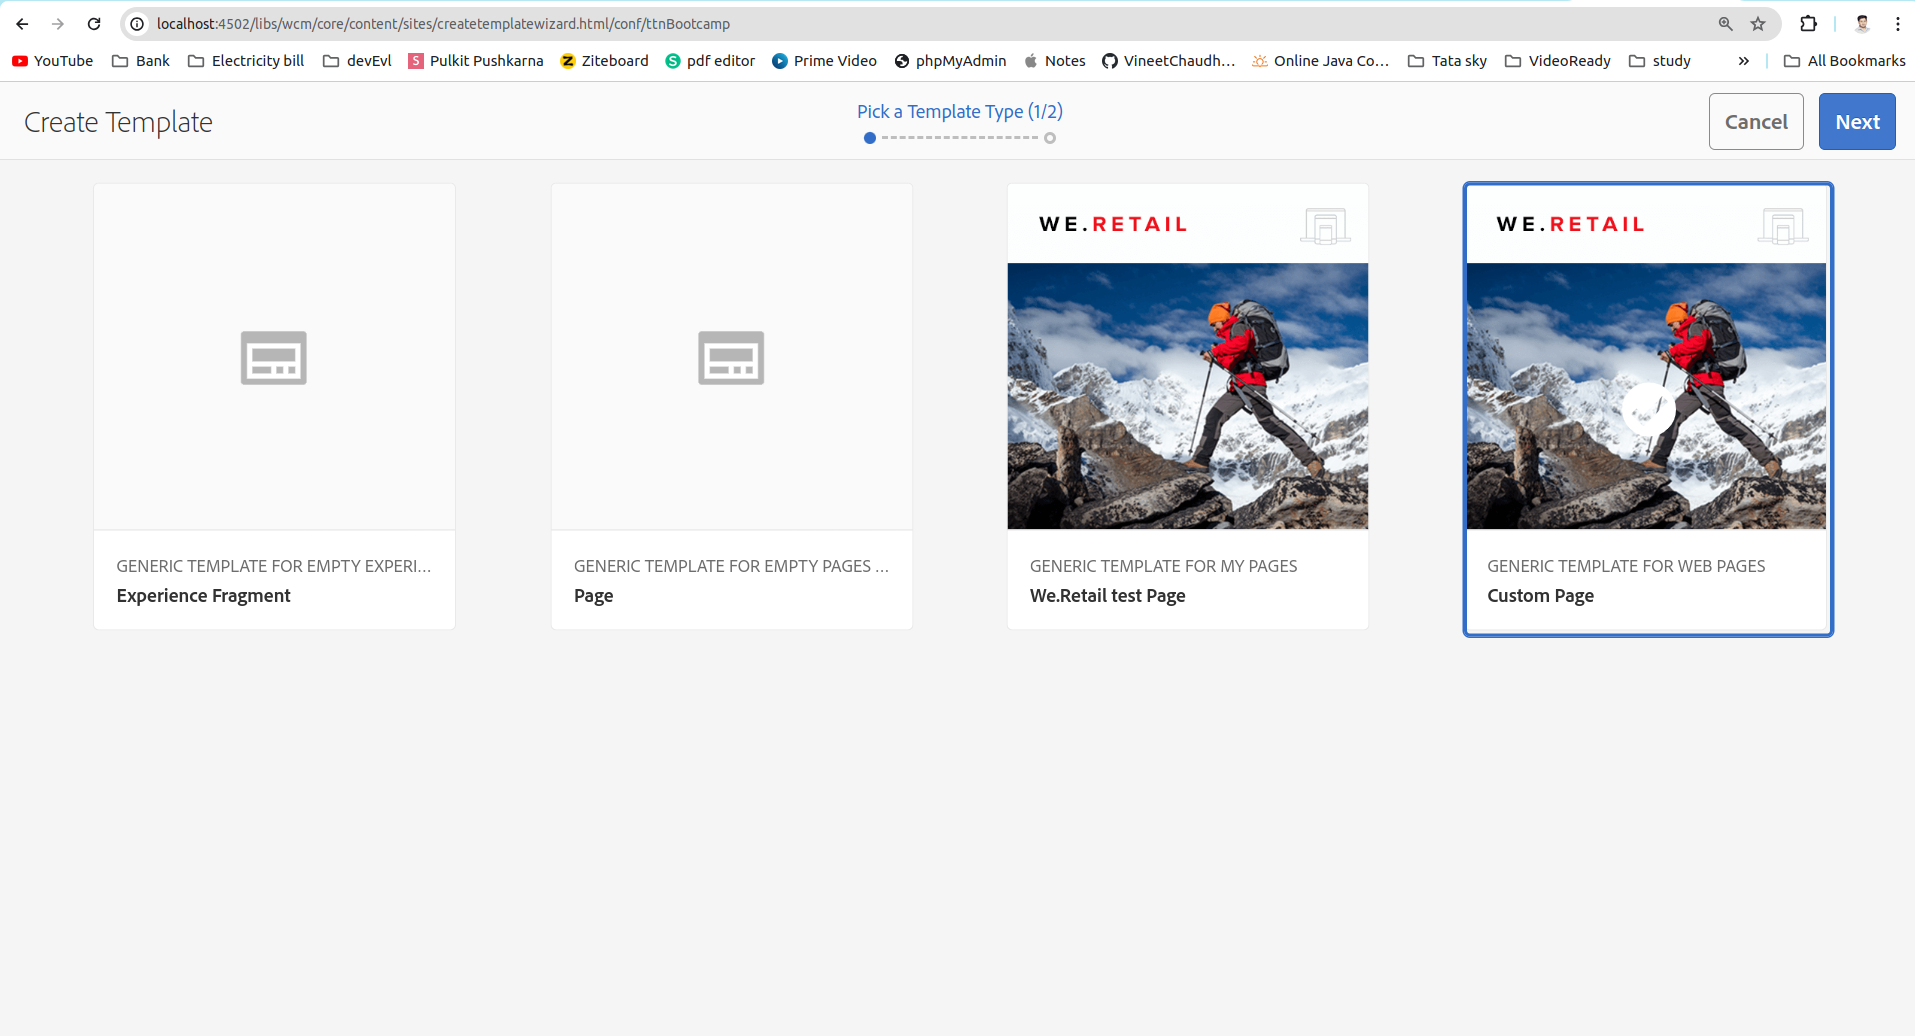 localhost:4502/libs/wcm/core/content/sites/createtemplatewizard.html/conf/ttnBootcamp
YouTube Bank Electricity bill devEvl S Pulkit Pushkarna Z Ziteboard S pdf editor Prime Video phpMyAdmin Notes VineetChaudh... Online Java Co... Tata sky VideoReady study » All Bookmarks
Create Template
Pick a Template Type (1/2)
Cancel Next
WE.RETAIL
WE.RETAIL
GENERIC TEMPLATE FOR EMPTY EXPERI...
Experience Fragment
GENERIC TEMPLATE FOR EMPTY PAGES ...
Page
GENERIC TEMPLATE FOR MY PAGES
We.Retail test Page
GENERIC TEMPLATE FOR WEB PAGES
Custom Page